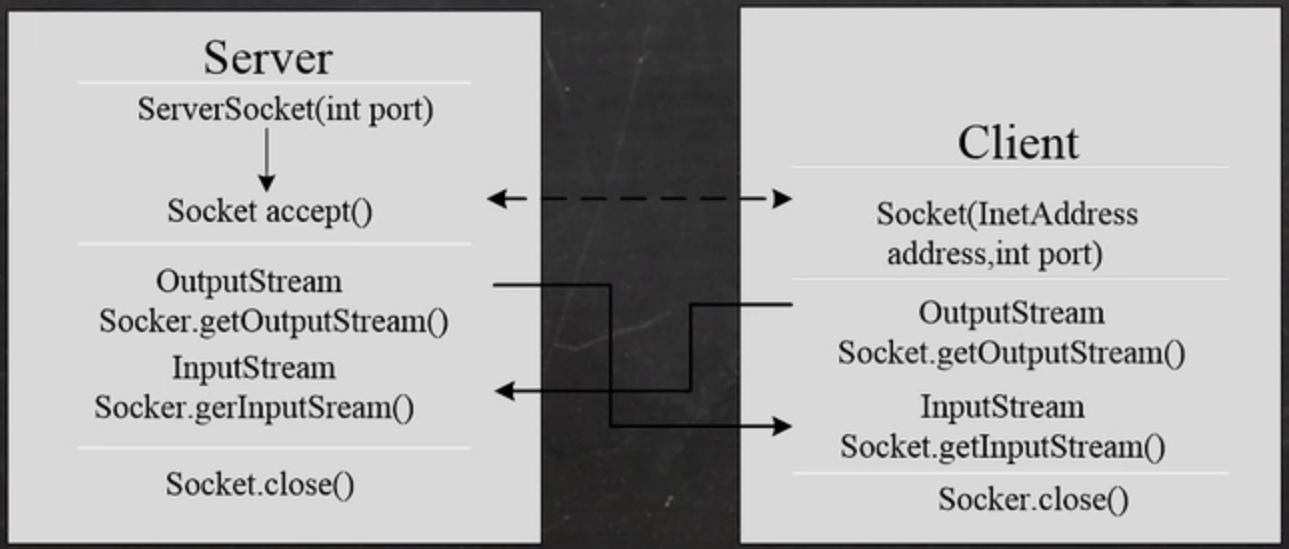 Server
ServerSocket(int port)
Socket accept()
OutputStream
Socker.getOutputStream()
InputStream
Socker.gerInputSream()
Socket.close()
Client
Socket(InetAddress
address,int port)
OutputStream
Socket.getOutputStream()
InputStream
Socket.getInputStream()
Socker.close()